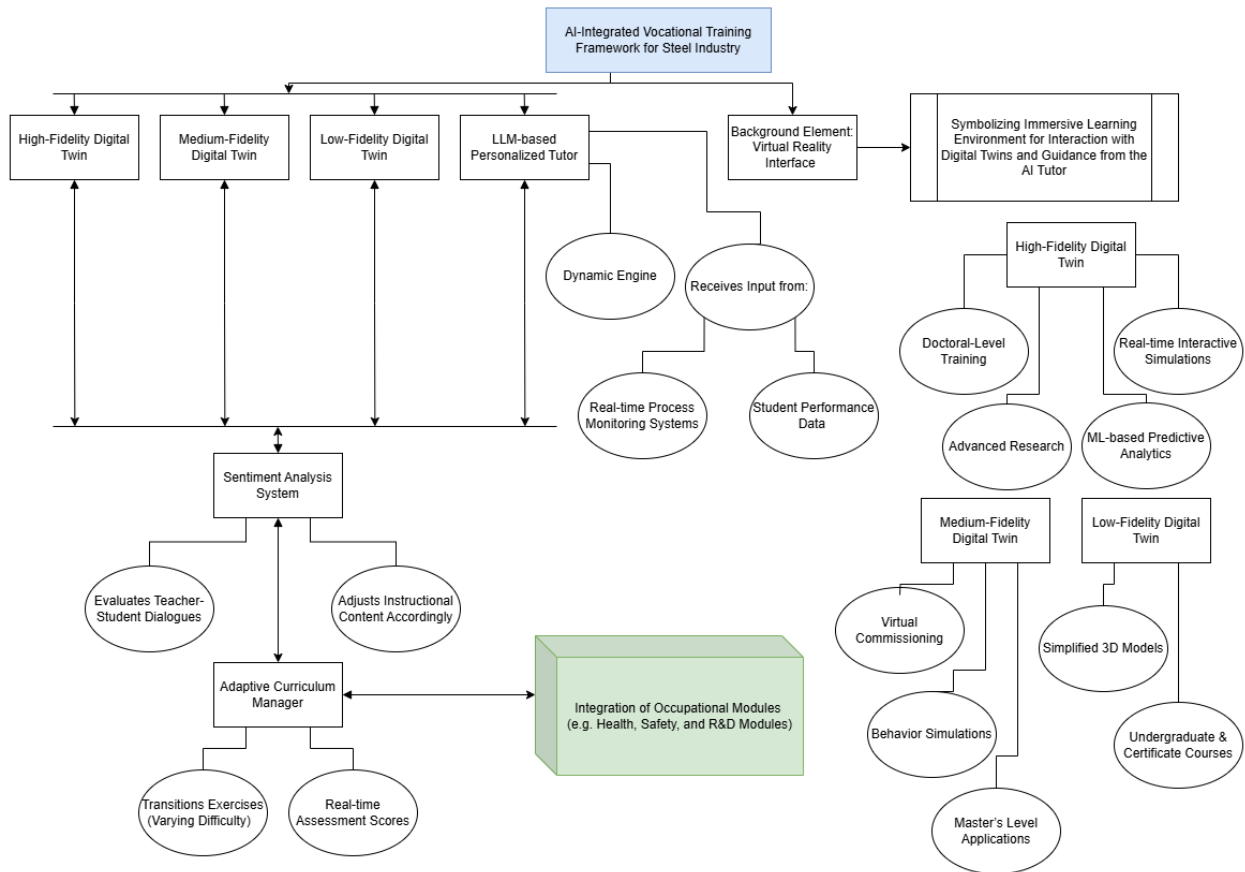 AI-Integrated Vocational Training
Framework for Steel Industry
High-Fidelity Digital
Twin
Medium-Fidelity
Digital Twin
Low-Fidelity Digital
Twin
LLM-based
Personalized Tutor
Background Element:
Virtual Reality
Interface
Symbolizing Immersive Learning
Environment for Interaction with
Digital Twins and Guidance from the
AI Tutor
Dynamic Engine
Receives Input from:
Real-time Process
Monitoring Systems
Student Performance
Data
High-Fidelity Digital
Twin
Doctoral-Level
Training
Real-time Interactive
Simulations
Advanced Research
ML-based Predictive
Analytics
Sentiment Analysis
System
Evaluates Teacher-
Student Dialogues
Adjusts Instructional
Content Accordingly
Adaptive Curriculum
Manager
Transitions Exercises
(Varying Difficulty)
Real-time
Assessment Scores
Integration of Occupational Modules
(e.g. Health, Safety, and R&D Modules)
Medium-Fidelity
Digital Twin
Virtual
Commissioning
Behavior Simulations
Master's Level
Applications
Low-Fidelity Digital
Twin
Simplified 3D Models
Undergraduate &
Certificate Courses